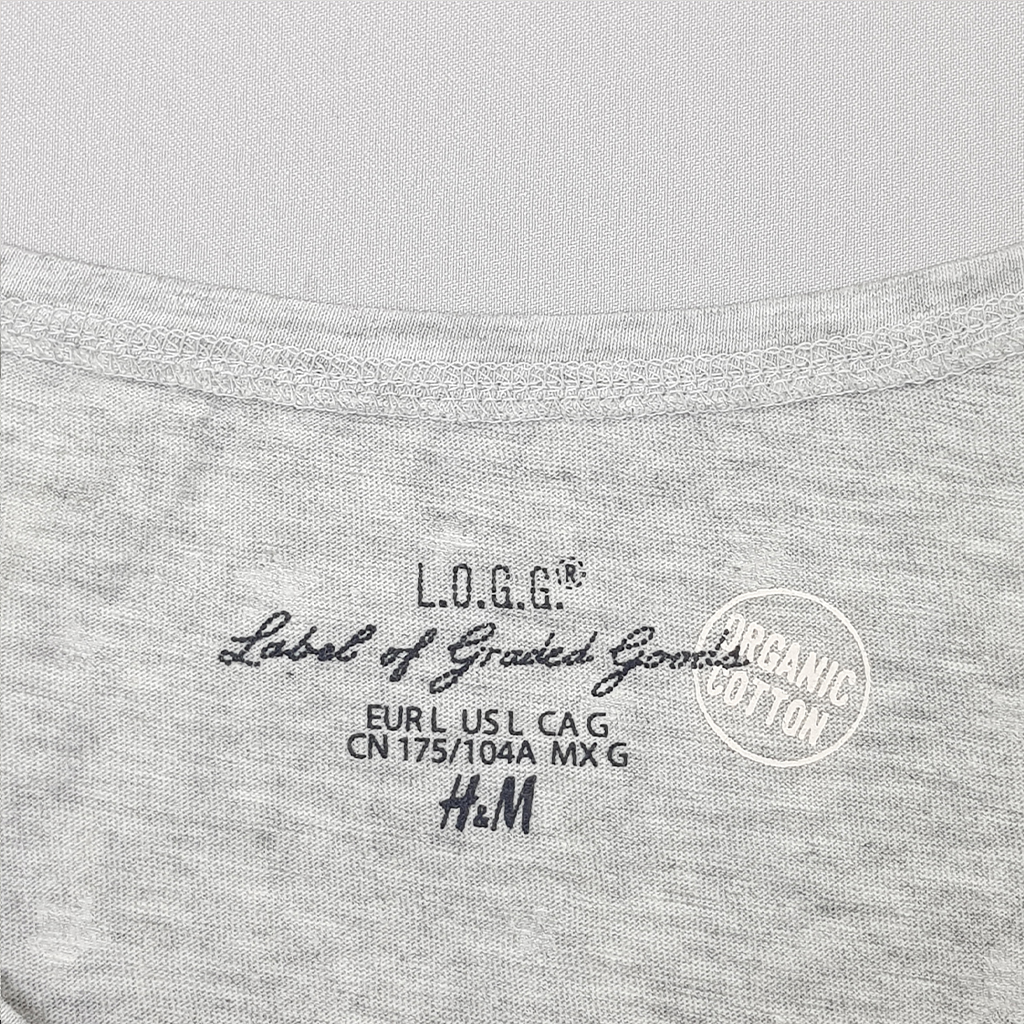 L.O.G.G.®
Label of Graded Goods
ORGANIC
COTTON
EUR L US L CA G
CN 175/104A MX G
H&M